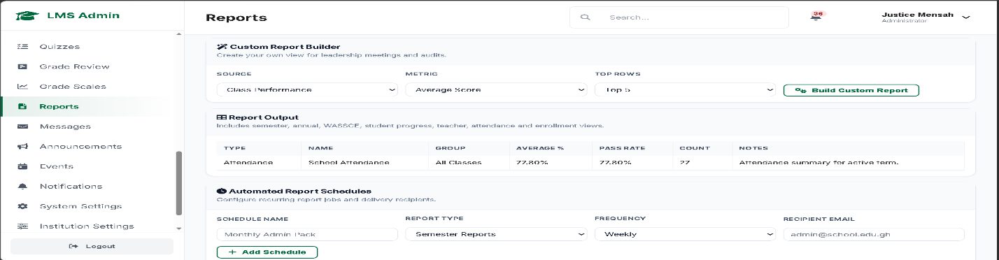 LMS Admin
Reports
Search...
36
Justice Mensah
Administrator
Quizzes
Grade Review
Grade Scales
Reports
Messages
Announcements
Events
Notifications
System Settings
Institution Settings
Logout
Custom Report Builder
Create your own view for leadership meetings and audits.
SOURCE METRIC TOP ROWS
Class Performance Average Score Top 5 Build Custom Report
Report Output
Includes semester, annual, WASSCE, student progress, teacher, attendance and enrollment views.
TYPE NAME GROUP AVERAGE % PASS RATE COUNT NOTES
Attendance School Attendance All Classes 77.80% 77.80% 27 Attendance summary for active term.
Automated Report Schedules
Configure recurring report jobs and delivery recipients.
SCHEDULE NAME REPORT TYPE FREQUENCY RECIPIENT EMAIL
Monthly Admin Pack Semester Reports Weekly admin@school.edu.gh
+ Add Schedule